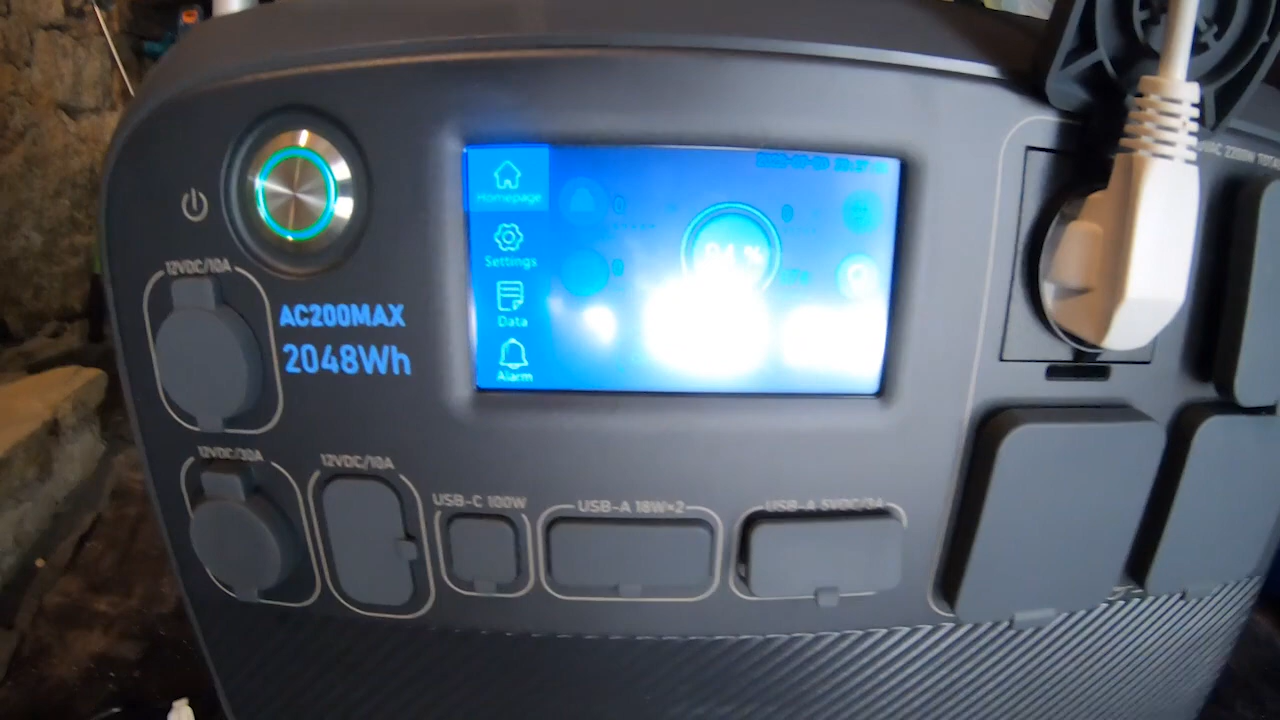 Homepage
Settings
Data
Alarm
12VDC/10A
AC200MAX
2048Wh
12VDC/30A
12VDC/10A
USB-C 100W
USB-A 18W×2
USB-A 5VDC/3A